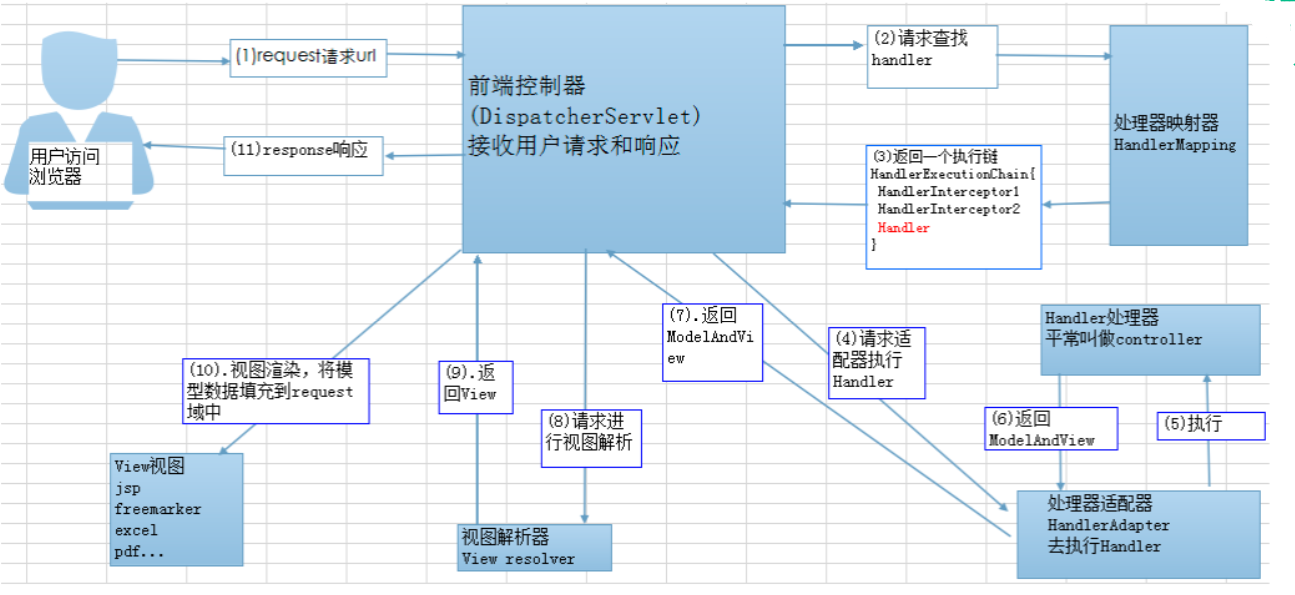 (1)request请求url
(2)请求查找
handler
前端控制器
(DispatcherServlet)
接收用户请求和响应
处理器映射器
HandlerMapping
用户访问
浏览器
(11)response响应
(3)返回一个执行链
HandlerExecutionChain{
HandlerInterceptor1
HandlerInterceptor2
Handler
}
(7).返回
ModelAndVi
ew
(4)请求适
配器执行
Handler
Handler处理器
平常叫做controller
(10).视图渲染，将模
型数据填充到request
域中
(9).返
回View
(8)请求进
行视图解析
(6)返回
ModelAndView
(5)执行
View视图
jsp
freemarker
excel
pdf...
视图解析器
View resolver
处理器适配器
HandlerAdapter
去执行Handler